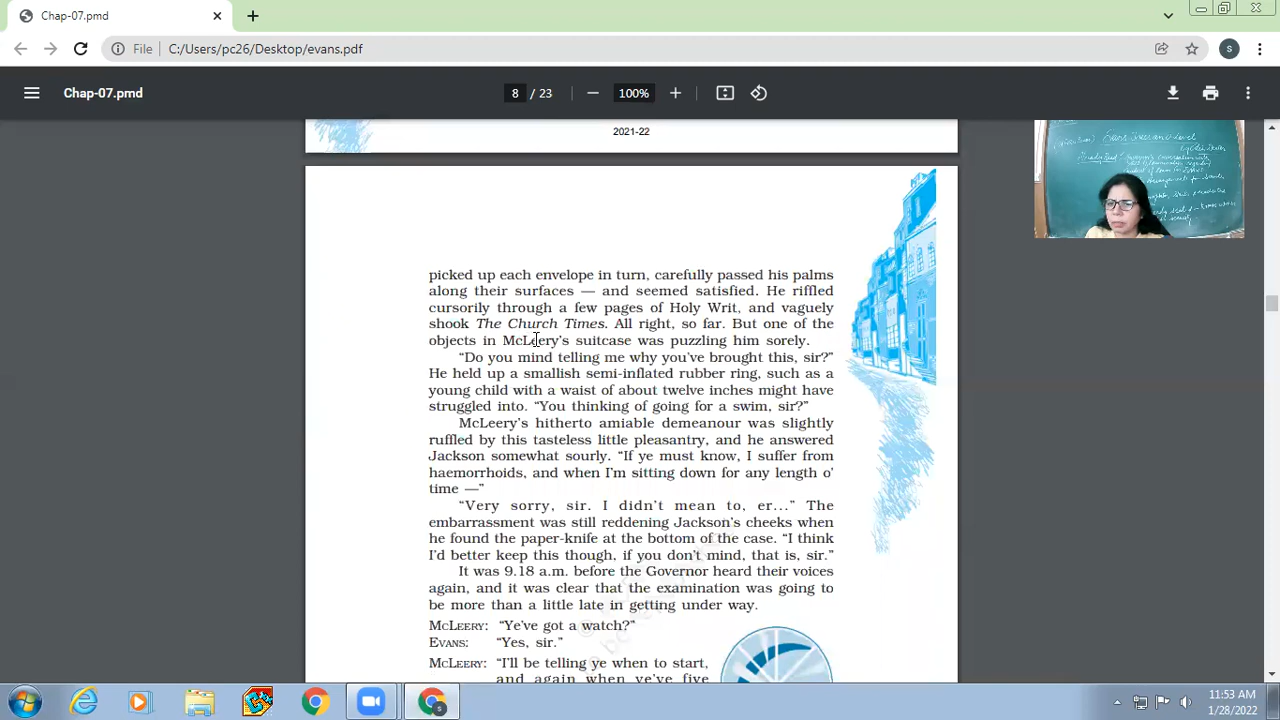 Chap-07.pmd
File
C:/Users/pc26/Desktop/evans.pdf
S
Chap-07.pmd
8 / 23
100%
2021-22
picked up each envelope in turn, carefully passed his palms
along their surfaces — and seemed satisfied. He riffled
cursorily through a few pages of Holy Writ, and vaguely
shook The Church Times. All right, so far. But one of the
objects in McLeery's suitcase was puzzling him sorely.
“Do you mind telling me why you've brought this, sir?”
He held up a smallish semi-inflated rubber ring, such as a
young child with a waist of about twelve inches might have
struggled into. “You thinking of going for a swim, sir?”
McLeery's hitherto amiable demeanour was slightly
ruffled by this tasteless little pleasantry, and he answered
Jackson somewhat sourly. “If ye must know, I suffer from
haemorrhoids, and when I'm sitting down for any length o'
time —”
“Very sorry, sir. I didn't mean to, er...” The
embarrassment was still reddening Jackson's cheeks when
he found the paper-knife at the bottom of the case. “I think
I'd better keep this though, if you don't mind, that is, sir.”
It was 9.18 a.m. before the Governor heard their voices
again, and it was clear that the examination was going to
be more than a little late in getting under way.
MCLEERY: “Ye've got a watch?”
EVANS: “Yes, sir.”
MCLEERY: “I'll be telling ye when to start,
and again when ye've five
11:53 AM
1/28/2022